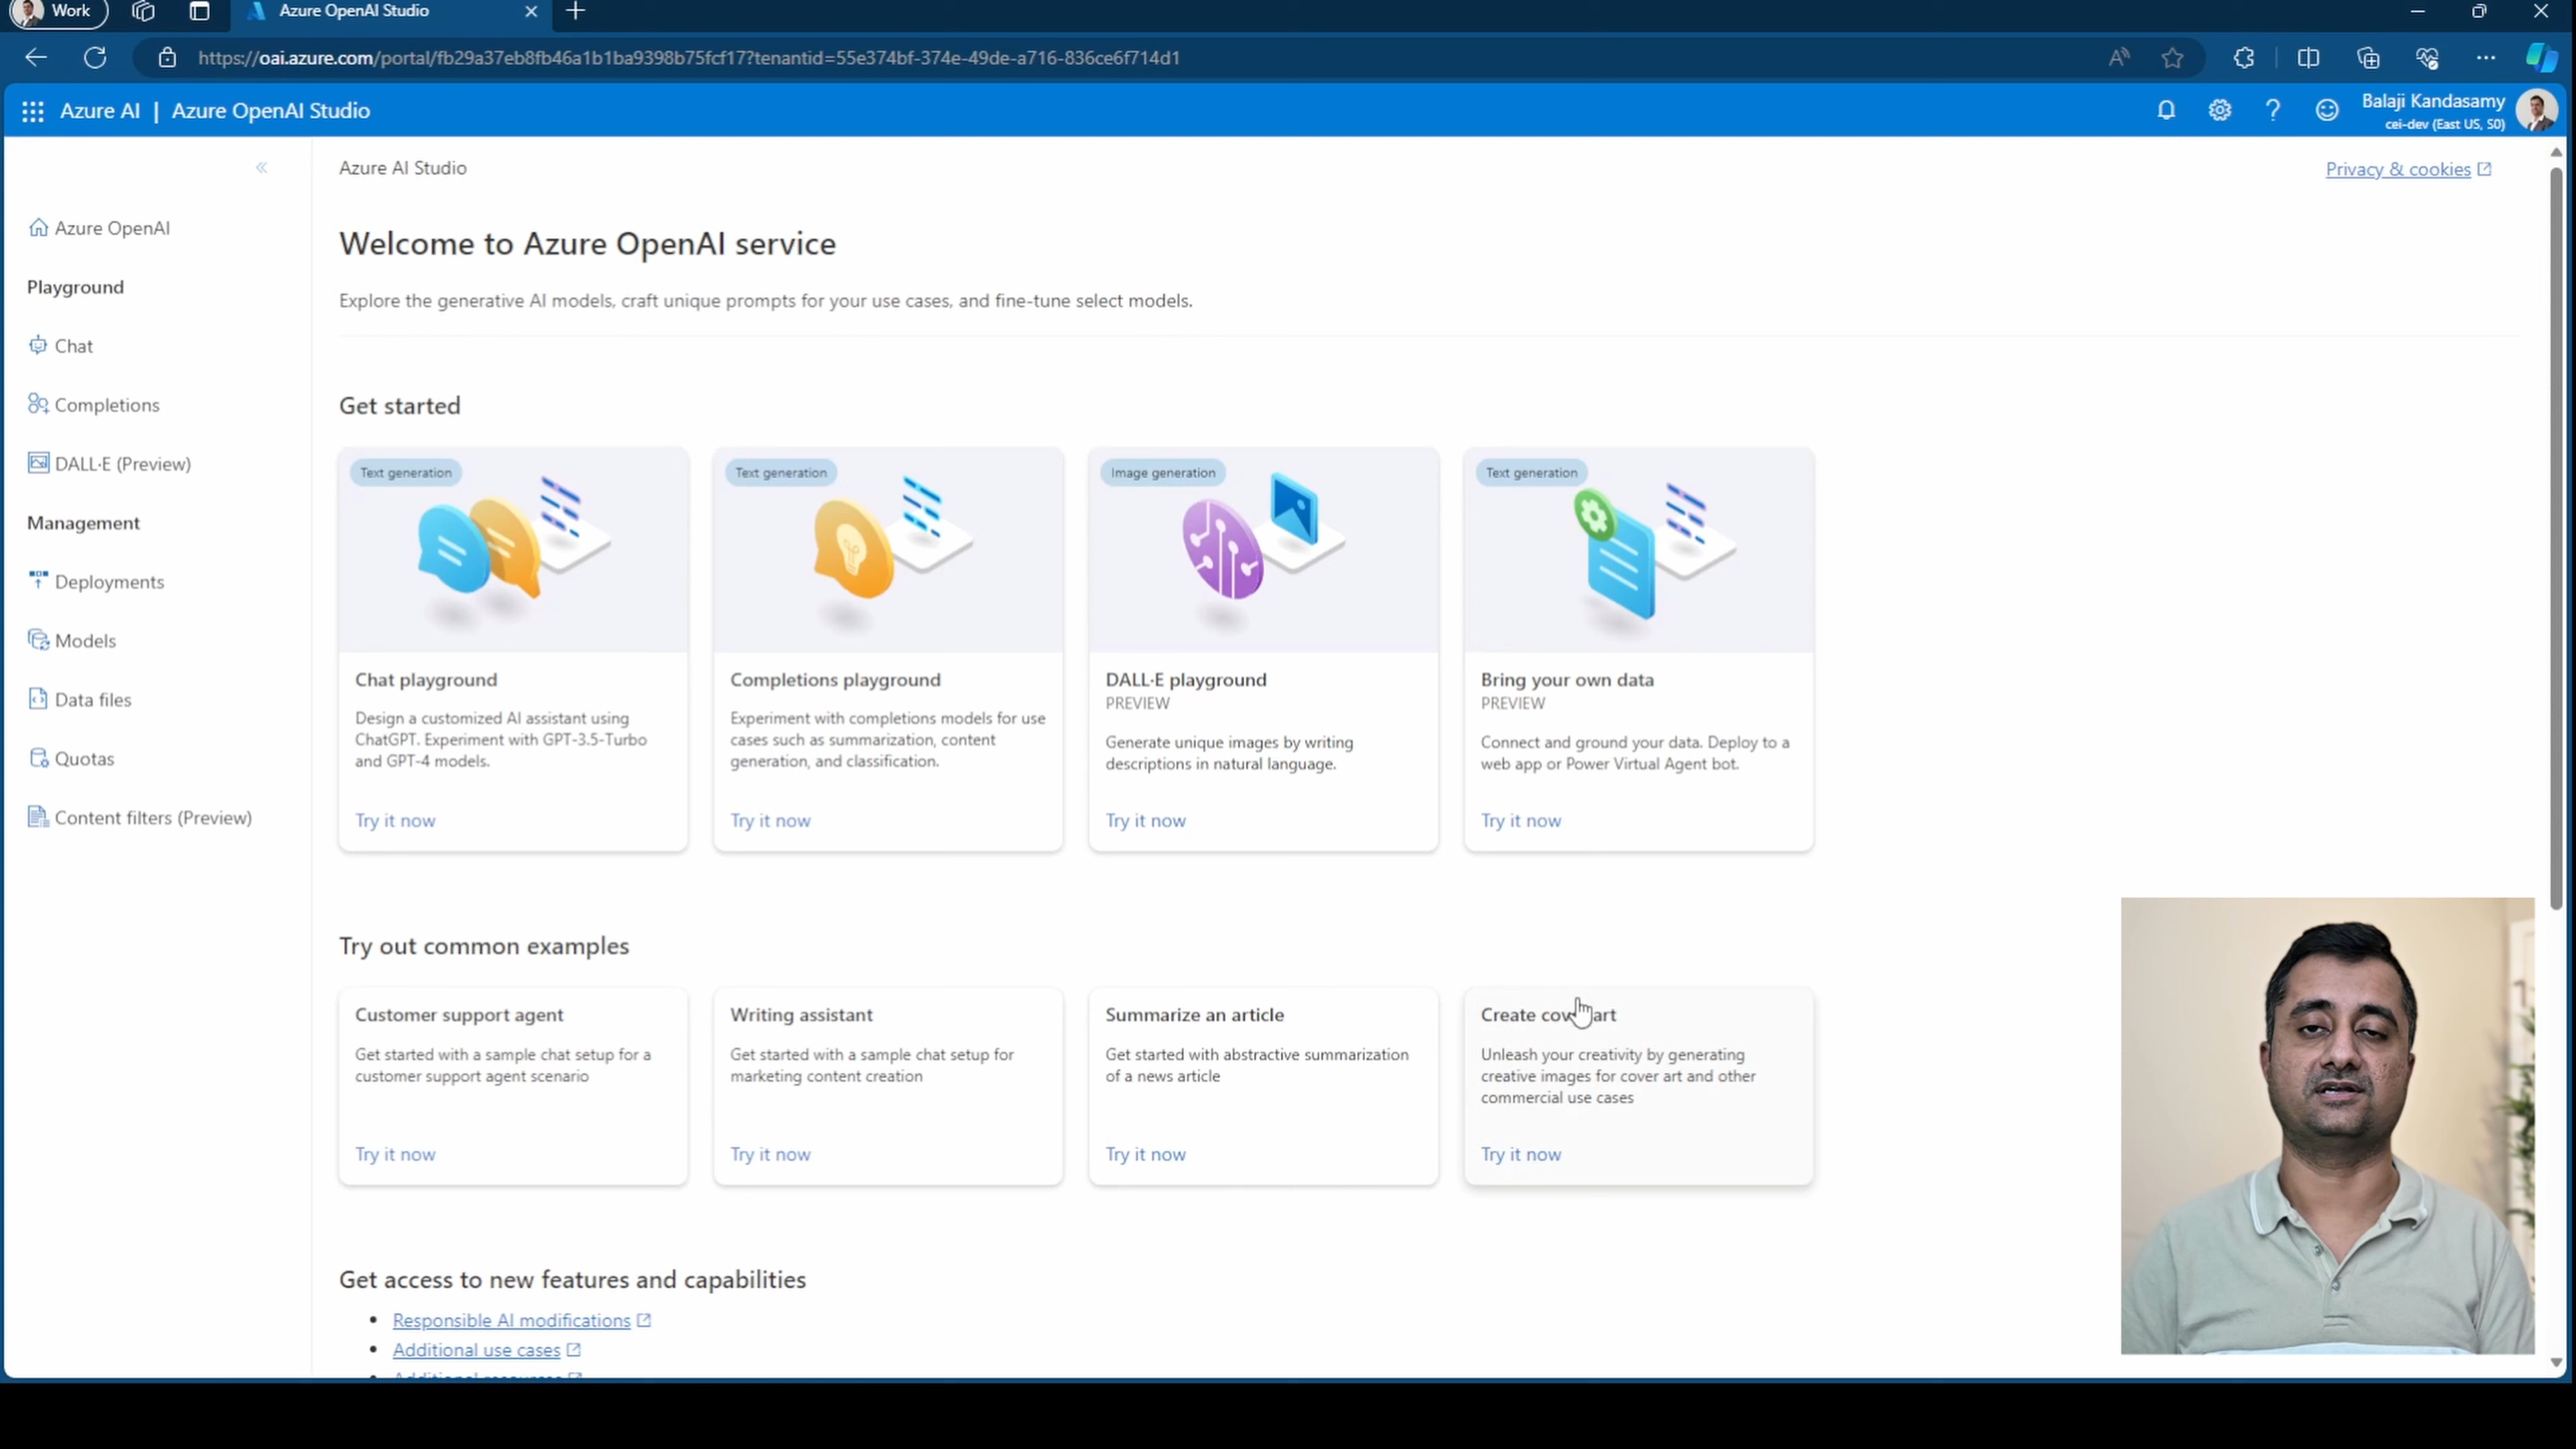 Work
Azure OpenAI Studio
https://oai.azure.com/portal/fb29a37eb8fb46a1b1ba9398b75fcf17?tenantid=55e374bf-374e-49de-a716-836ce6f714d1
Azure AI | Azure OpenAI Studio
Balaji Kandasamy
cei-dev (East US, S0)
Azure AI Studio
Privacy & cookies
Azure OpenAI
Playground
Chat
Completions
DALL·E (Preview)
Management
Deployments
Models
Data files
Quotas
Content filters (Preview)
Welcome to Azure OpenAI service
Explore the generative AI models, craft unique prompts for your use cases, and fine-tune select models.
Get started
Text generation
Chat playground
Design a customized AI assistant using
ChatGPT. Experiment with GPT-3.5-Turbo
and GPT-4 models.
Try it now
Text generation
Completions playground
Experiment with completions models for use
cases such as summarization, content
generation, and classification.
Try it now
Image generation
DALL·E playground
PREVIEW
Generate unique images by writing
descriptions in natural language.
Try it now
Text generation
Bring your own data
PREVIEW
Connect and ground your data. Deploy to a
web app or Power Virtual Agent bot.
Try it now
Try out common examples
Customer support agent
Get started with a sample chat setup for a
customer support agent scenario
Try it now
Writing assistant
Get started with a sample chat setup for
marketing content creation
Try it now
Summarize an article
Get started with abstractive summarization
of a news article
Try it now
Create art
Unleash your creativity by generating
creative images for cover art and other
commercial use cases
Try it now
Get access to new features and capabilities
Responsible AI modifications
Additional use cases